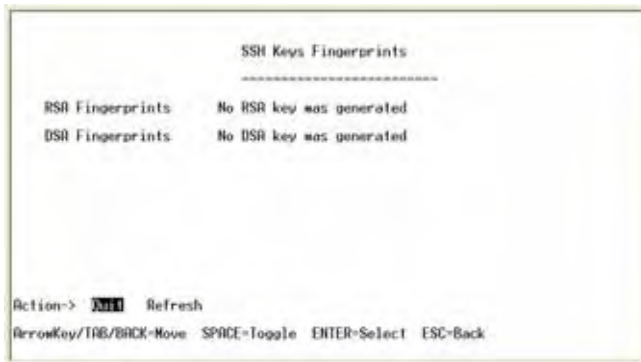 SSH Keys Fingerprints
--------------------------
RSA Fingerprints No RSA key was generated
DSA Fingerprints No DSA key was generated
Action-> Quit Refresh
ArrowKey/TAB/BACK=Move SPACE=Toggle ENTER=Select ESC=Back